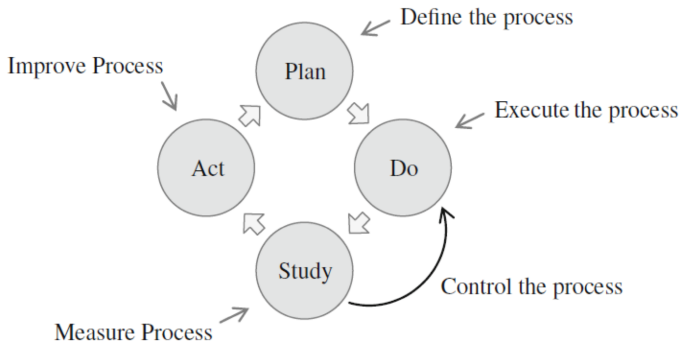 Define the process
Plan
Improve Process
Execute the process
Act
Do
Study
Control the process
Measure Process